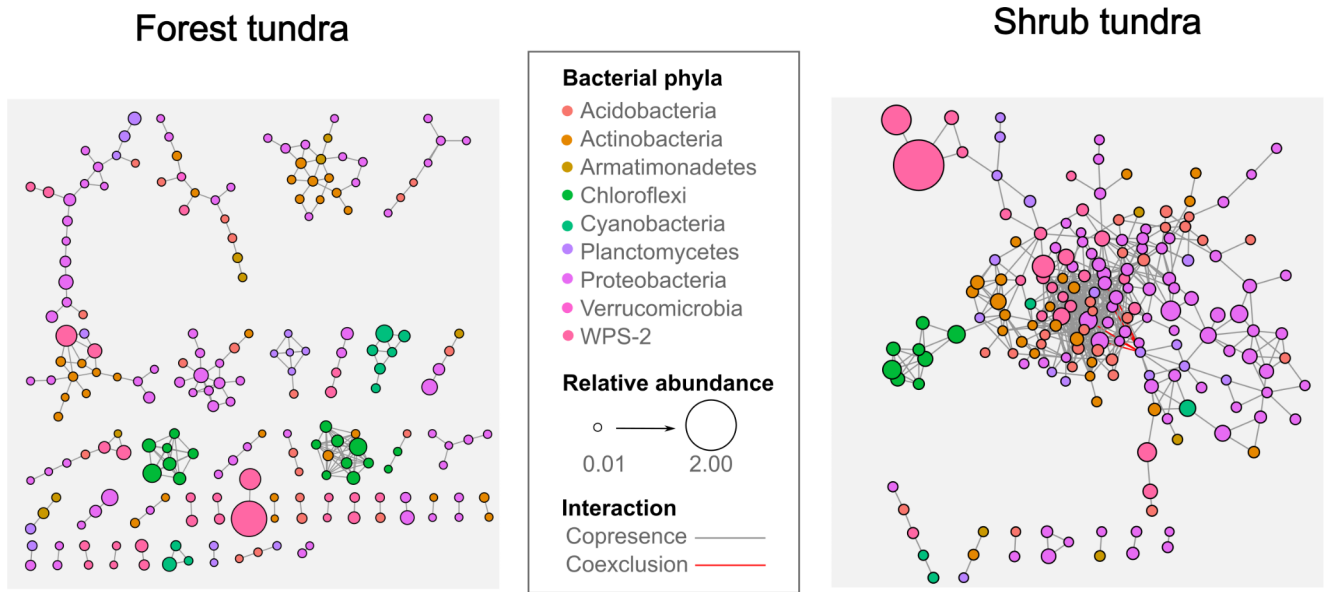 Forest tundra
Shrub tundra
Bacterial phyla
Acidobacteria
Actinobacteria
Armatimonadetes
Chloroflexi
Cyanobacteria
Planctomycetes
Proteobacteria
Verrucomicrobia
WPS-2
Relative abundance
0.01 2.00
Interaction
Copresence
Coexclusion